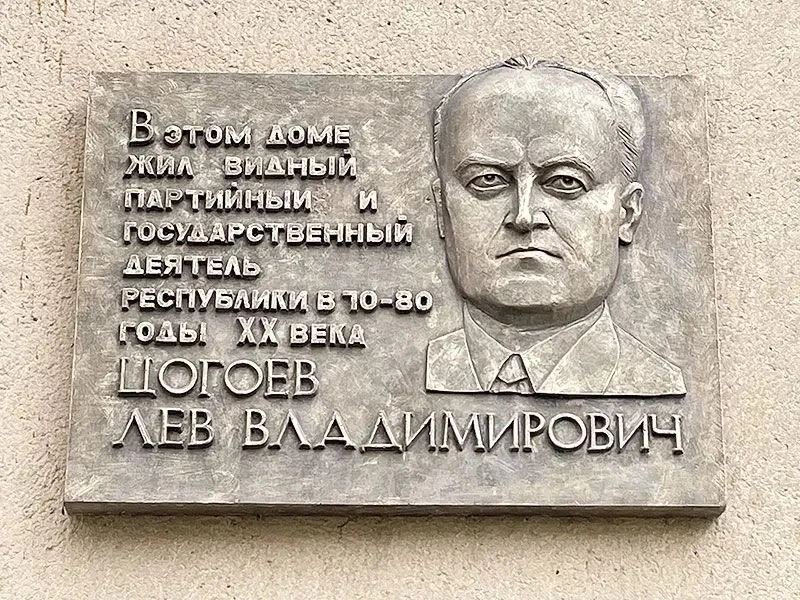 В ЭТОМ ДОМЕ
ЖИЛ ВИДНЫЙ
ПАРТИЙНЫЙ И
ГОСУДАРСТВЕННЫЙ
ДЕЯТЕЛЬ
РЕСПУБЛИКИ В 70-80
ГОДЫ XX ВЕКА
ЦОГОЕВ
ЛЕВ ВЛАДИМИРОВИЧ